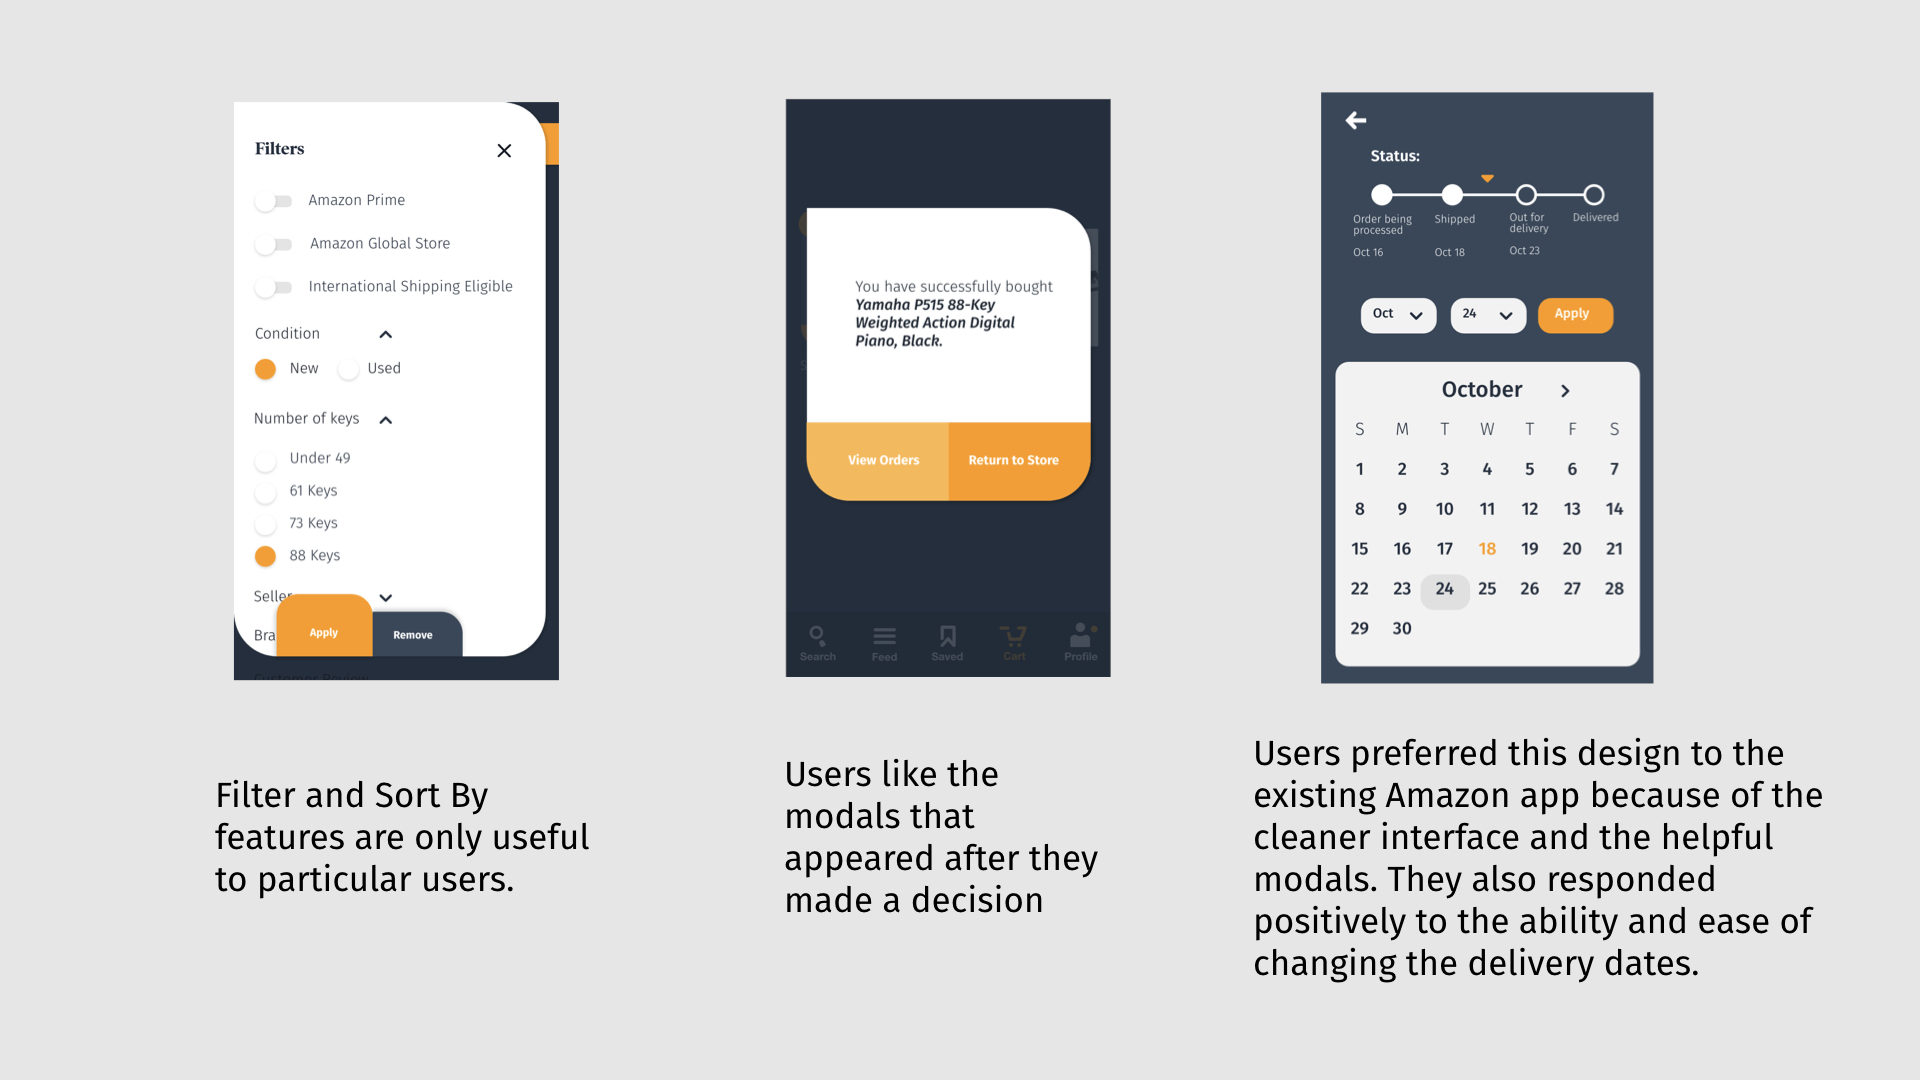 Filters
Amazon Prime
Amazon Global Store
International Shipping Eligible
Condition
New Used
Number of keys
Under 49
61 Keys
73 Keys
88 Keys
Seller
Bra
Apply Remove
Customer Review
Filter and Sort By
features are only useful
to particular users.
You have successfully bought
Yamaha P515 88-Key
Weighted Action Digital
Piano, Black.
View Orders Return to Store
Search Feed Saved Cart Profile
Users like the
modals that
appeared after they
made a decision
Status:
Order being
processed
Oct 16
Shipped
Oct 18
Out for
delivery
Oct 23
Delivered
Oct 24 Apply
October
S M T W T F S
1 2 3 4 5 6 7
8 9 10 11 12 13 14
15 16 17 18 19 20 21
22 23 24 25 26 27 28
29 30
Users preferred this design to the
existing Amazon app because of the
cleaner interface and the helpful
modals. They also responded
positively to the ability and ease of
changing the delivery dates.